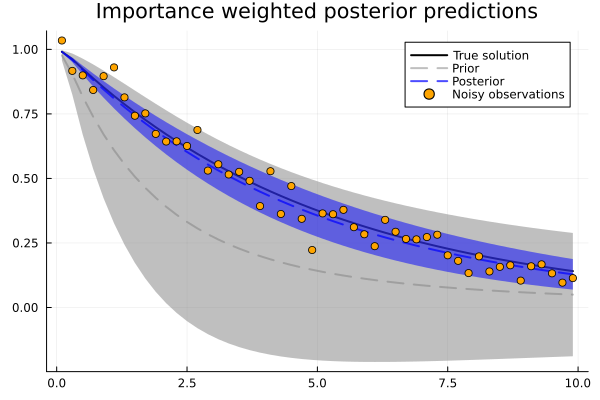 Importance weighted posterior predictions
1.00
True solution
Prior
Posterior
Noisy observations
0.75
0.50
0.25
0.00
0.0 2.5 5.0 7.5 10.0